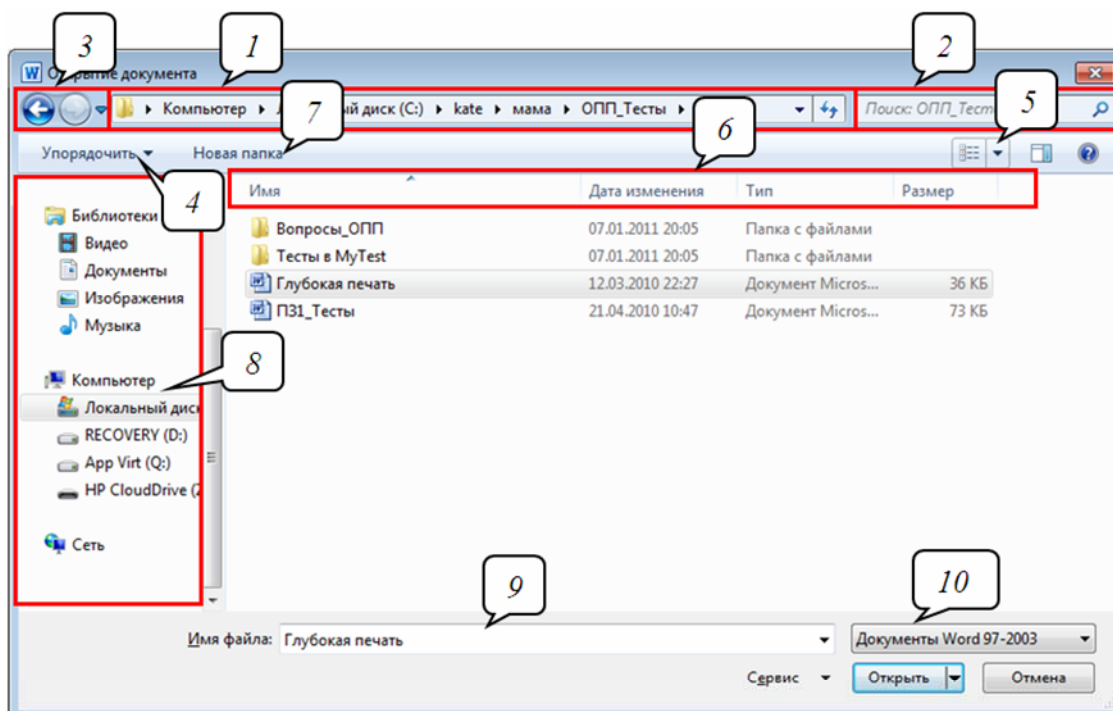 3
1
2
Открытие документа
Компьютер ▸ ый диск (C:) ▸ kate ▸ мама ▸ ОПП_Тесты ▸
Поиск: ОПП_Тест
7
6
5
Упорядочить
Новая папка
4
Имя
Дата изменения
Тип
Размер
Вопросы_ОПП 07.01.2011 20:05 Папка с файлами
Тесты в MyTest 07.01.2011 20:05 Папка с файлами
Глубокая печать 12.03.2010 22:27 Документ Micros... 36 КБ
ПЗ1_Тесты 21.04.2010 10:47 Документ Micros... 73 КБ
Библиотеки
Видео
Документы
Изображения
Музыка
8
Компьютер
Локальный диск
RECOVERY (D:)
App Virt (Q:)
HP CloudDrive (Z
Сеть
9
10
Имя файла: Глубокая печать
Документы Word 97-2003
Сервис
Открыть
Отмена